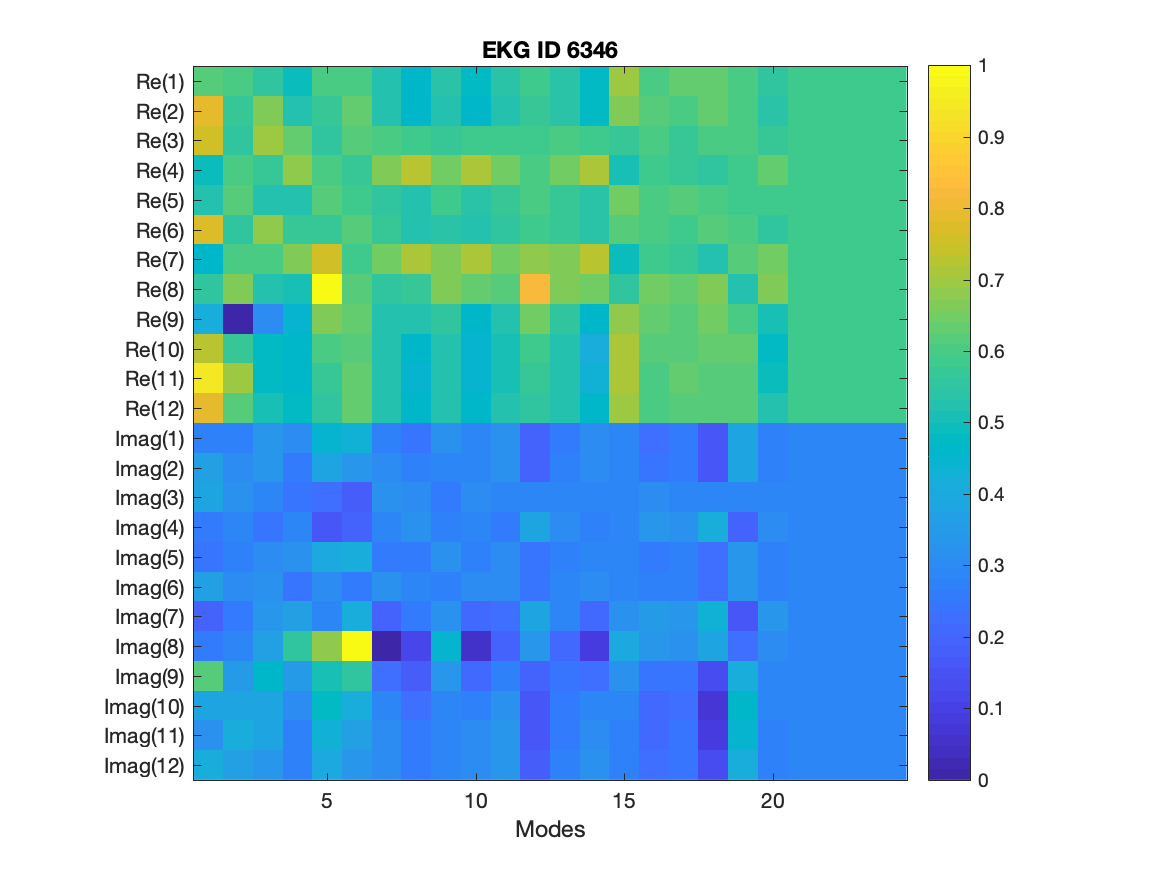 EKG ID 6346
Re(1)
Re(2)
Re(3)
Re(4)
Re(5)
Re(6)
Re(7)
Re(8)
Re(9)
Re(10)
Re(11)
Re(12)
Imag(1)
Imag(2)
Imag(3)
Imag(4)
Imag(5)
Imag(6)
Imag(7)
Imag(8)
Imag(9)
Imag(10)
Imag(11)
Imag(12)
5 10 15 20
Modes
1
0.9
0.8
0.7
0.6
0.5
0.4
0.3
0.2
0.1
0